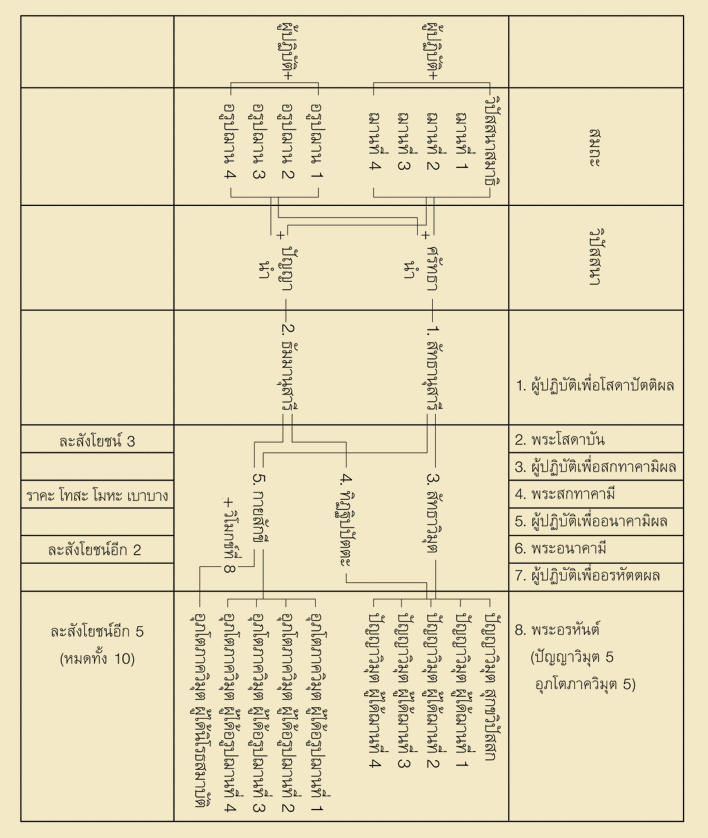 ผู้ปฏิบัติ+
ผู้ปฏิบัติ+
อรูปฌาน 4
อรูปฌาน 3
อรูปฌาน 2
อรูปฌาน 1
ฌานที่ 4
ฌานที่ 3
ฌานที่ 2
ฌานที่ 1
วิปัสสนาสมาธิ
สมถะ
+ ปัญญา
นำ
+ ศรัทธา
นำ
วิปัสสนา
2. ธัมมานุสารี
1. สัทธานุสารี
1. ผู้ปฏิบัติเพื่อโสดาปัตติผล
ละสังโยชน์ 3
2. พระโสดาบัน
3. ผู้ปฏิบัติเพื่อสกทาคามิผล
ราคะ โทสะ โมหะ เบาบาง
4. พระสกทาคามี
5. ผู้ปฏิบัติเพื่ออนาคามิผล
ละสังโยชน์อีก 2
6. พระอนาคามี
7. ผู้ปฏิบัติเพื่ออรหัตตผล
+ วิโมกข์ที่ 8
5. กายสักขี
4. ทิฏฐิปปัตตะ
3. สัทธาวิมุต
ละสังโยชน์อีก 5
(หมดทั้ง 10)
อุภโตภาควิมุต ผู้ได้นิโรธสมาบัติ
อุภโตภาควิมุต ผู้ได้อรูปฌานที่ 4
อุภโตภาควิมุต ผู้ได้อรูปฌานที่ 3
อุภโตภาควิมุต ผู้ได้อรูปฌานที่ 2
อุภโตภาควิมุต ผู้ได้อรูปฌานที่ 1
ปัญญาวิมุต ผู้ได้ฌานที่ 4
ปัญญาวิมุต ผู้ได้ฌานที่ 3
ปัญญาวิมุต ผู้ได้ฌานที่ 2
ปัญญาวิมุต ผู้ได้ฌานที่ 1
ปัญญาวิมุต สุกขวิปัสสก
8. พระอรหันต์
(ปัญญาวิมุต 5
อุภโตภาควิมุต 5)